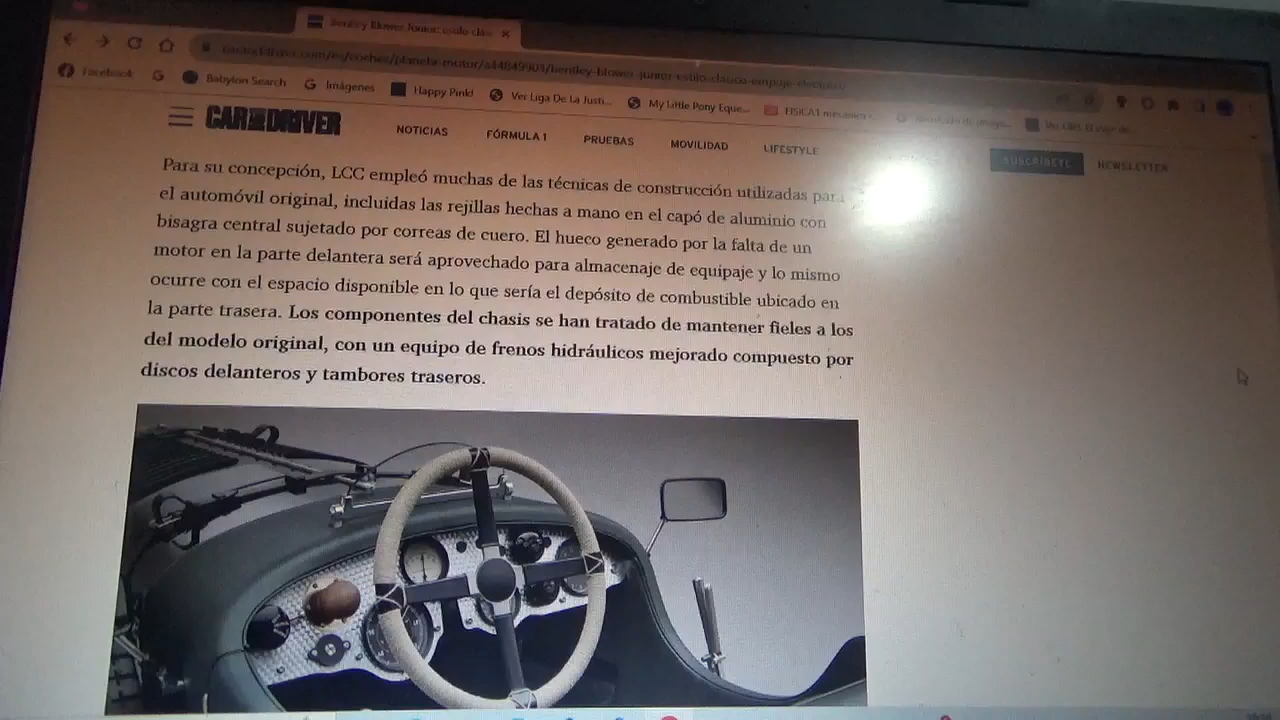 Bentley Blower Junior: estilo clás
Facebook
Babylon Search
Imágenes
Happy Pink!
Ver Liga De La Justi...
My Little Pony Eque...
CAR AND DRIVER
NOTICIAS
FÓRMULA 1
PRUEBAS
MOVILIDAD
LIFESTYLE
SUSCRÍBETE
NEWSLETTER
Para su concepción, LCC empleó muchas de las técnicas de construcción utilizadas para
el automóvil original, incluidas las rejillas hechas a mano en el capó de aluminio con
bisagra central sujetado por correas de cuero. El hueco generado por la falta de un
motor en la parte delantera será aprovechado para almacenaje de equipaje y lo mismo
ocurre con el espacio disponible en lo que sería el depósito de combustible ubicado en
la parte trasera. Los componentes del chasis se han tratado de mantener fieles a los
del modelo original, con un equipo de frenos hidráulicos mejorado compuesto por
discos delanteros y tambores traseros.